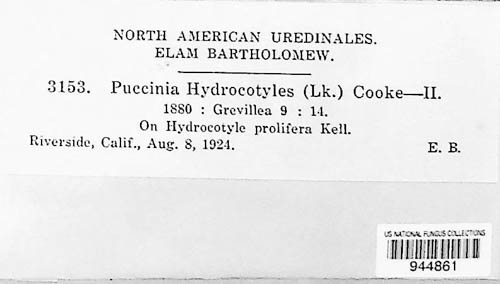 NORTH AMERICAN UREDINALES.
ELAM BARTHOLOMEW.
3153. Puccinia Hydrocotyles (Lk.) Cooke—II.
1880 : Grevillea 9 : 14.
On Hydrocotyle prolifera Kell.
Riverside, Calif., Aug. 8, 1924. E. B.
US NATIONAL FUNGUS COLLECTIONS
944861